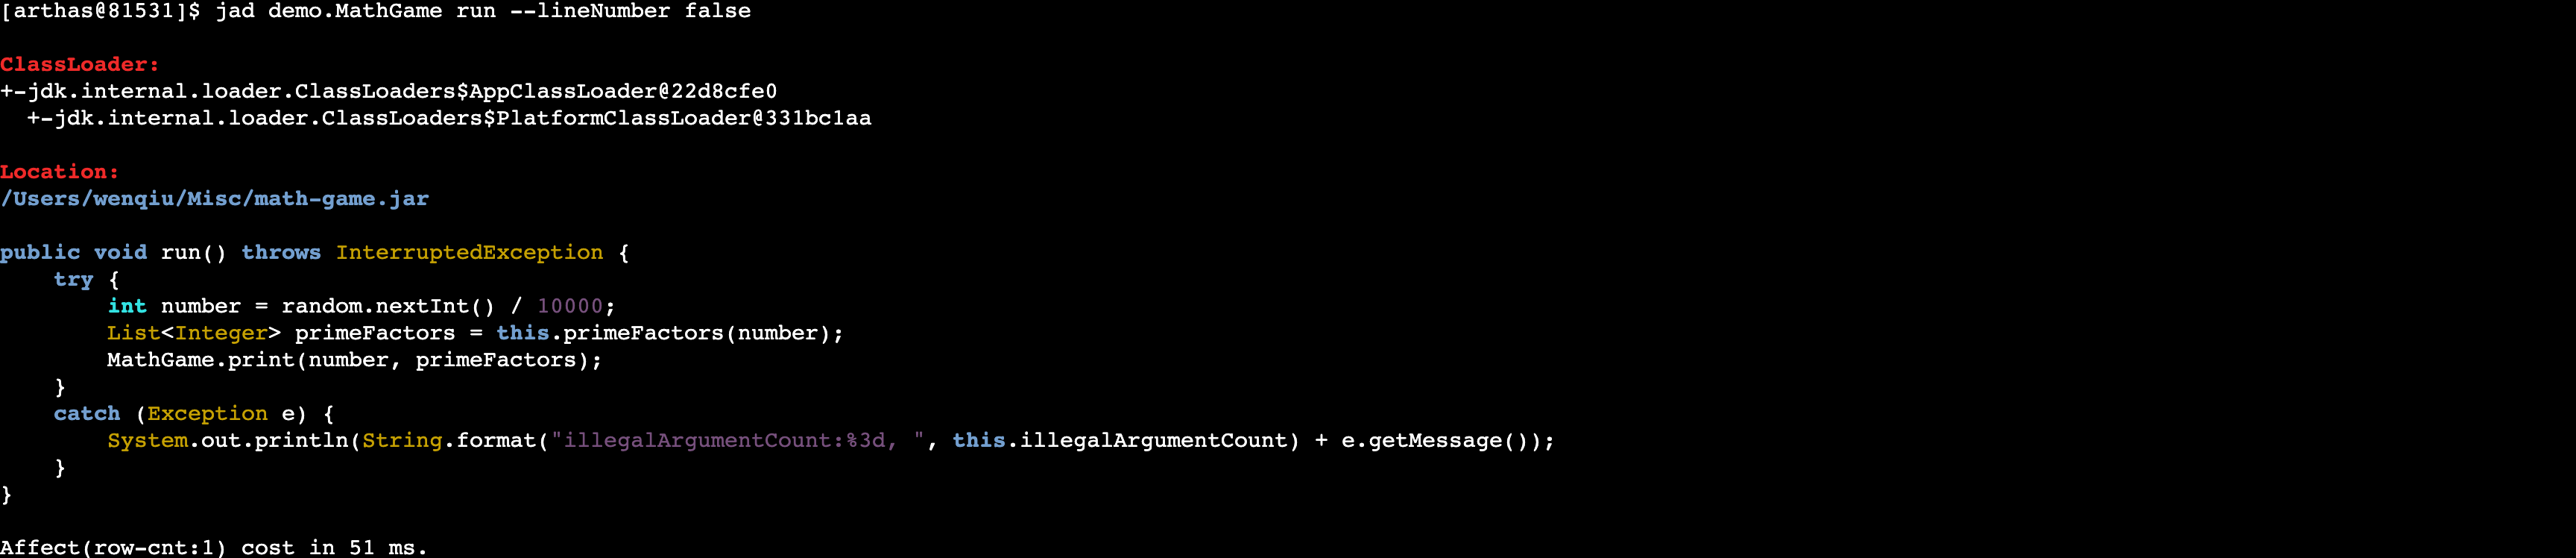 [arthas@81531]$ jad demo.MathGame run --lineNumber false
ClassLoader:
+-jdk.internal.loader.ClassLoaders$AppClassLoader@22d8cfe0
  +-jdk.internal.loader.ClassLoaders$PlatformClassLoader@331bc1aa
Location:
/Users/wenqiu/Misc/math-game.jar
public void run() throws InterruptedException {
    try {
        int number = random.nextInt() / 10000;
        List<Integer> primeFactors = this.primeFactors(number);
        MathGame.print(number, primeFactors);
    }
    catch (Exception e) {
        System.out.println(String.format("illegalArgumentCount:%3d, ", this.illegalArgumentCount) + e.getMessage());
    }
}
Affect(row-cnt:1) cost in 51 ms.